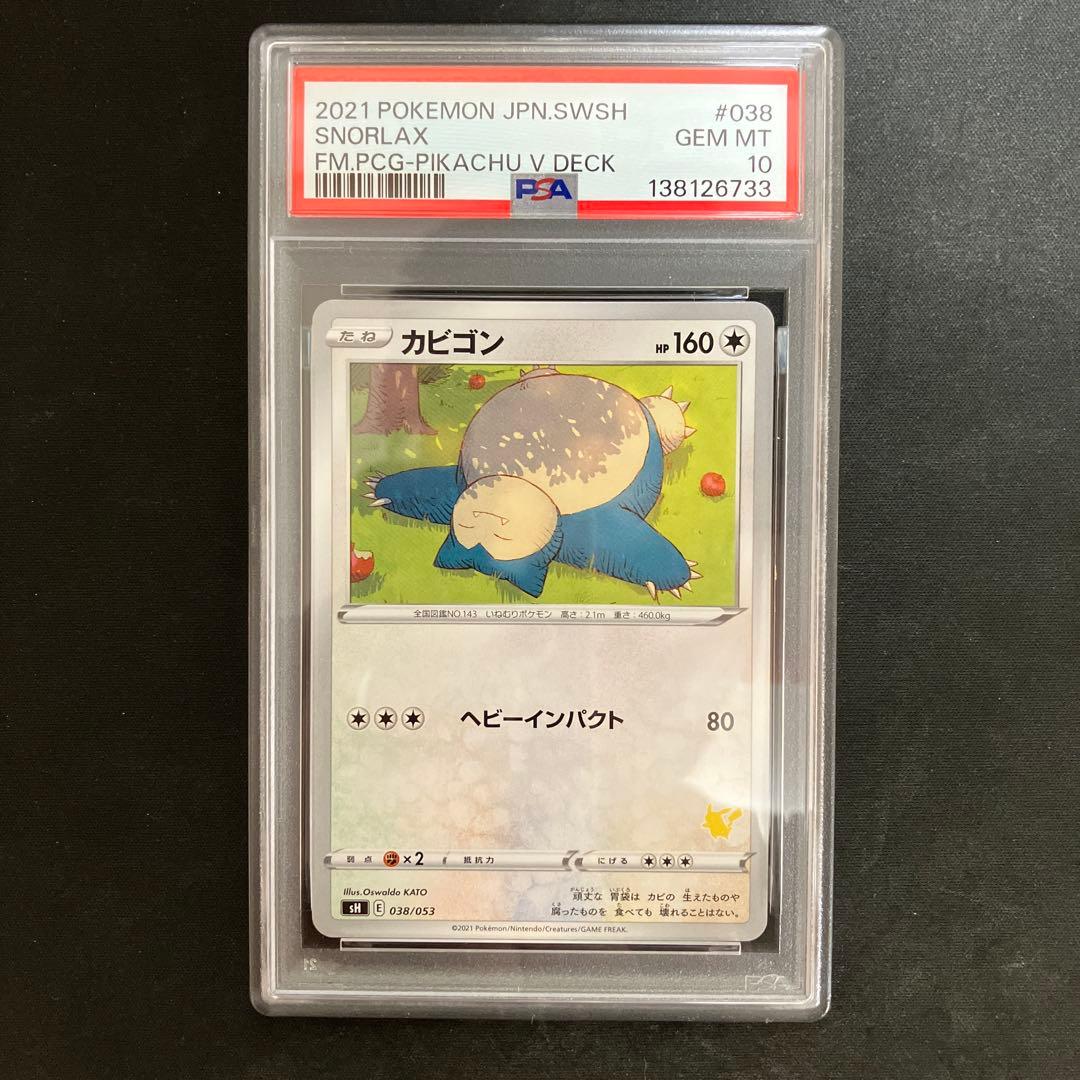 2021 POKEMON JPN.SWSH #038
SNORLAX GEM MT
FM.PCG-PIKACHU V DECK 10
PSA 138126733
たね カビゴン HP 160
全国図鑑NO.143 いねむりポケモン 高さ:2.1m 重さ:460.0kg
ヘビーインパクト 80
弱点 ×2 抵抗力 にげる
Illus.Oswaldo KATO
頑丈な 胃袋は カビの 生えたものや
腐ったものを 食べても 壊れることはない。
sH E 038/053
©2021 Pokémon/Nintendo/Creatures/GAME FREAK.